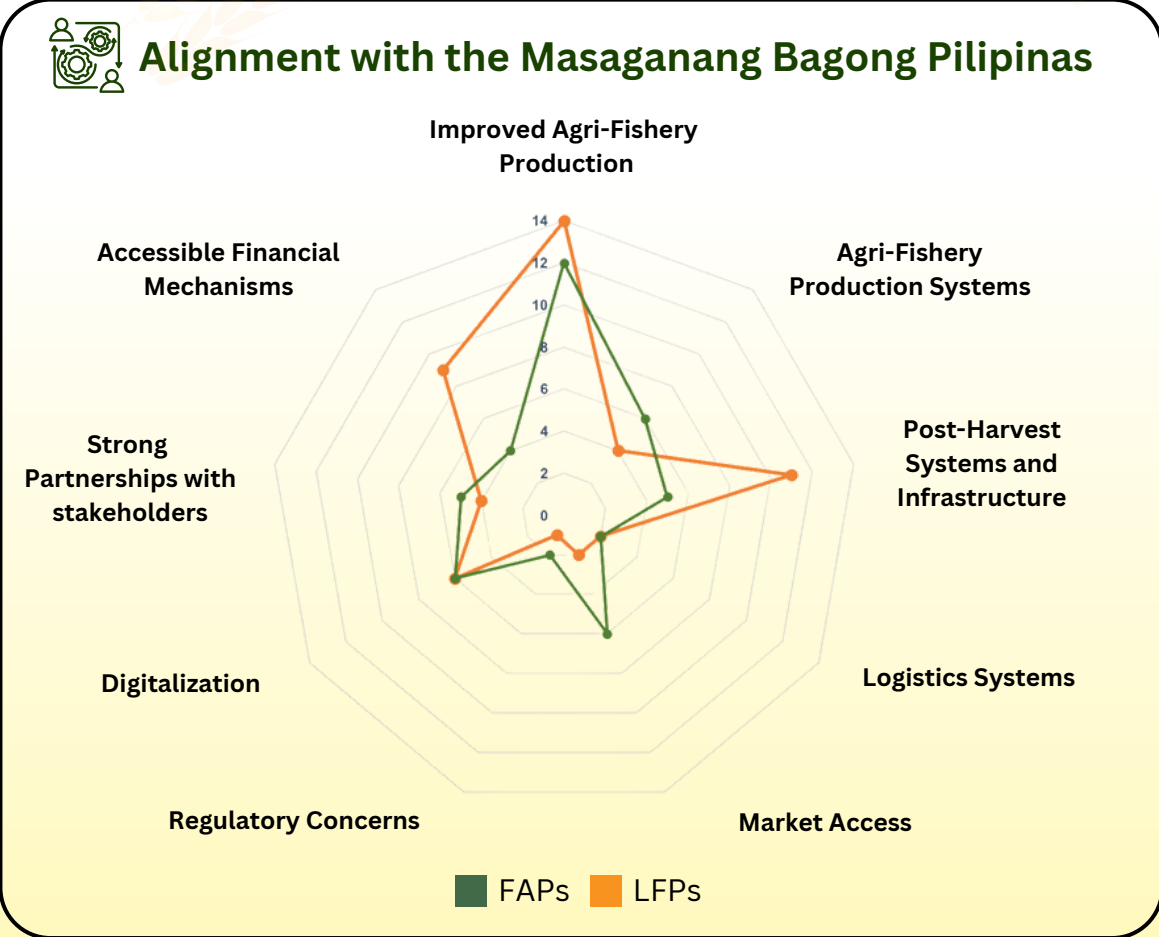 Alignment with the Masaganang Bagong Pilipinas
Improved Agri-Fishery
Production
Agri-Fishery
Production Systems
Post-Harvest
Systems and
Infrastructure
Logistics Systems
Market Access
Regulatory Concerns
Digitalization
Strong
Partnerships with
stakeholders
Accessible Financial
Mechanisms
14
12
10
8
6
4
2
0
FAPs
LFPs